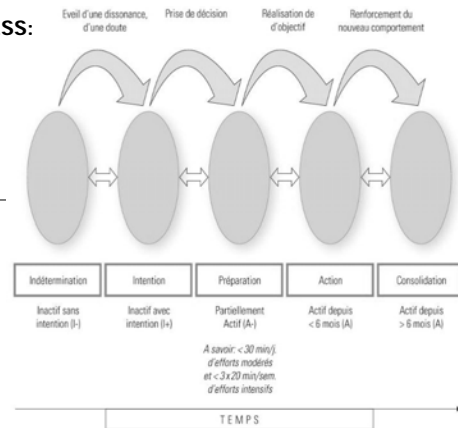 SS:
Eveil d'une dissonance,
d'une doute
Prise de décision
Réalisation de
d'objectif
Renforcement du
nouveau comportement
Indétermination
Intention
Préparation
Action
Consolidation
Inactif sans
intention (I-)
Inactif avec
intention (I+)
Partiellement
Actif (A-)
Actif depuis
< 6 mois (A)
Actif depuis
> 6 mois (A)
A savoir: < 30 min/j.
d'efforts modérés
et < 3 x 20 min/sem.
d'efforts intensifs
TEMPS